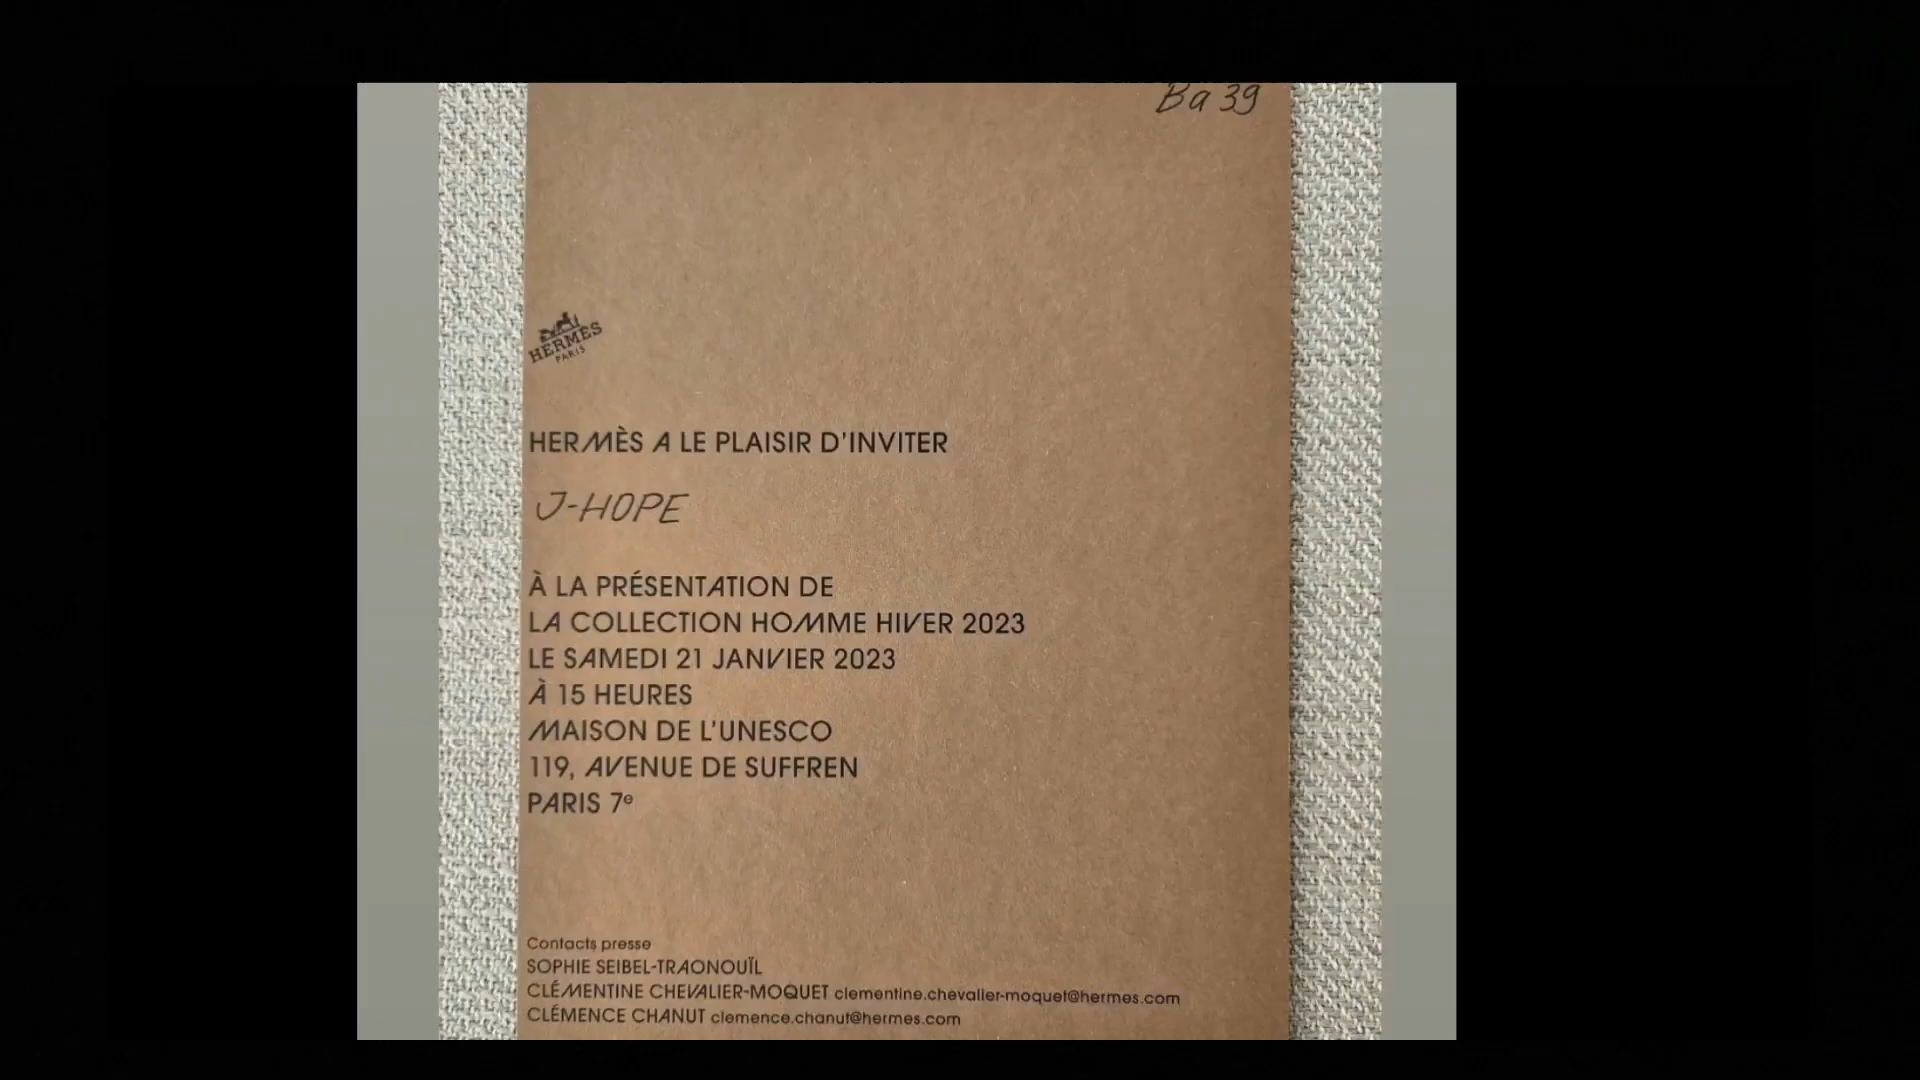 Ba 39
HERMÈS
PARIS
HERMÈS A LE PLAISIR D'INVITER
J-HOPE
À LA PRÉSENTATION DE
LA COLLECTION HOMME HIVER 2023
LE SAMEDI 21 JANVIER 2023
À 15 HEURES
MAISON DE L'UNESCO
119, AVENUE DE SUFFREN
PARIS 7e
Contacts presse
SOPHIE SEIBEL-TRAONOUÏL
CLÉMENTINE CHEVALIER-MOQUET clementine.chevalier-moquet@hermes.com
CLÉMENCE CHANUT clemence.chanut@hermes.com